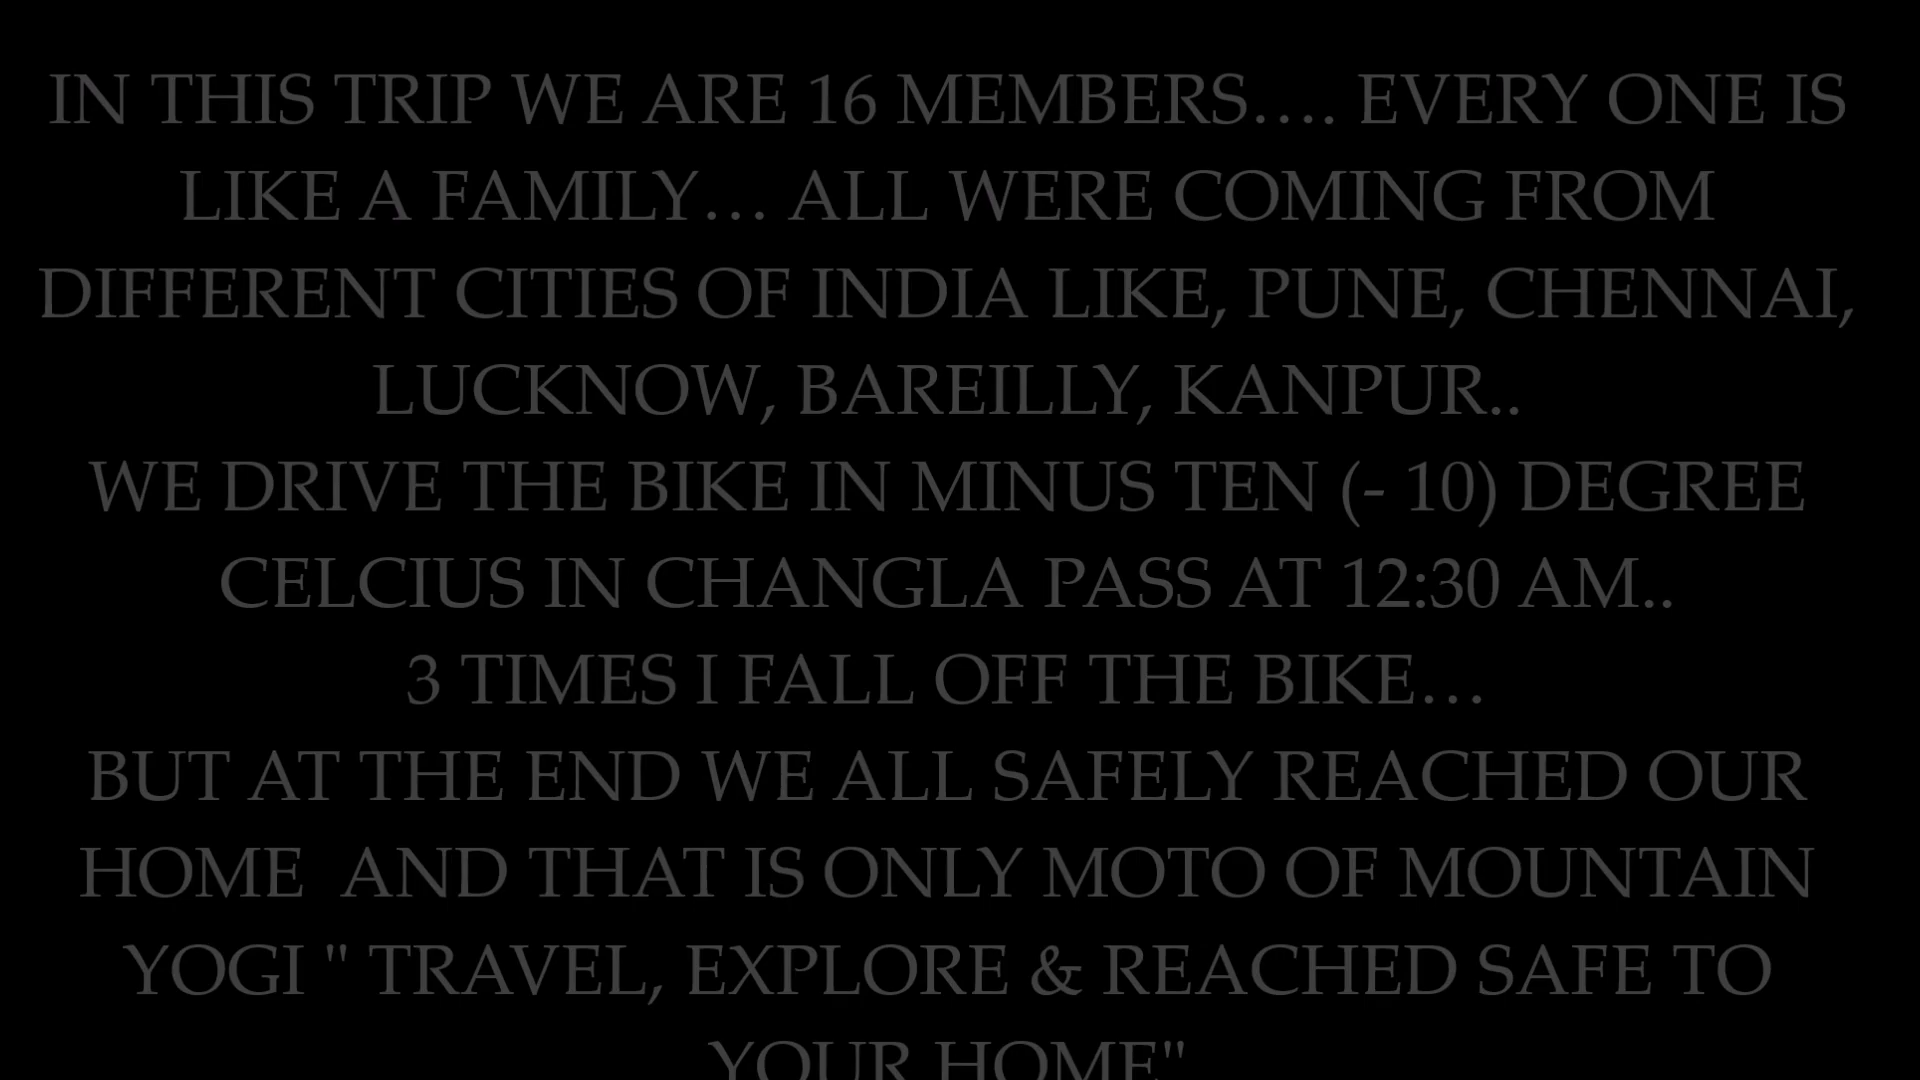 IN THIS TRIP WE ARE 16 MEMBERS.... EVERY ONE IS
LIKE A FAMILY... ALL WERE COMING FROM
DIFFERENT CITIES OF INDIA LIKE, PUNE, CHENNAI,
LUCKNOW, BAREILLY, KANPUR..
WE DRIVE THE BIKE IN MINUS TEN (- 10) DEGREE
CELCIUS IN CHANGLA PASS AT 12:30 AM..
3 TIMES I FALL OFF THE BIKE...
BUT AT THE END WE ALL SAFELY REACHED OUR
HOME  AND THAT IS ONLY MOTO OF MOUNTAIN
YOGI " TRAVEL, EXPLORE & REACHED SAFE TO
YOUR HOME"